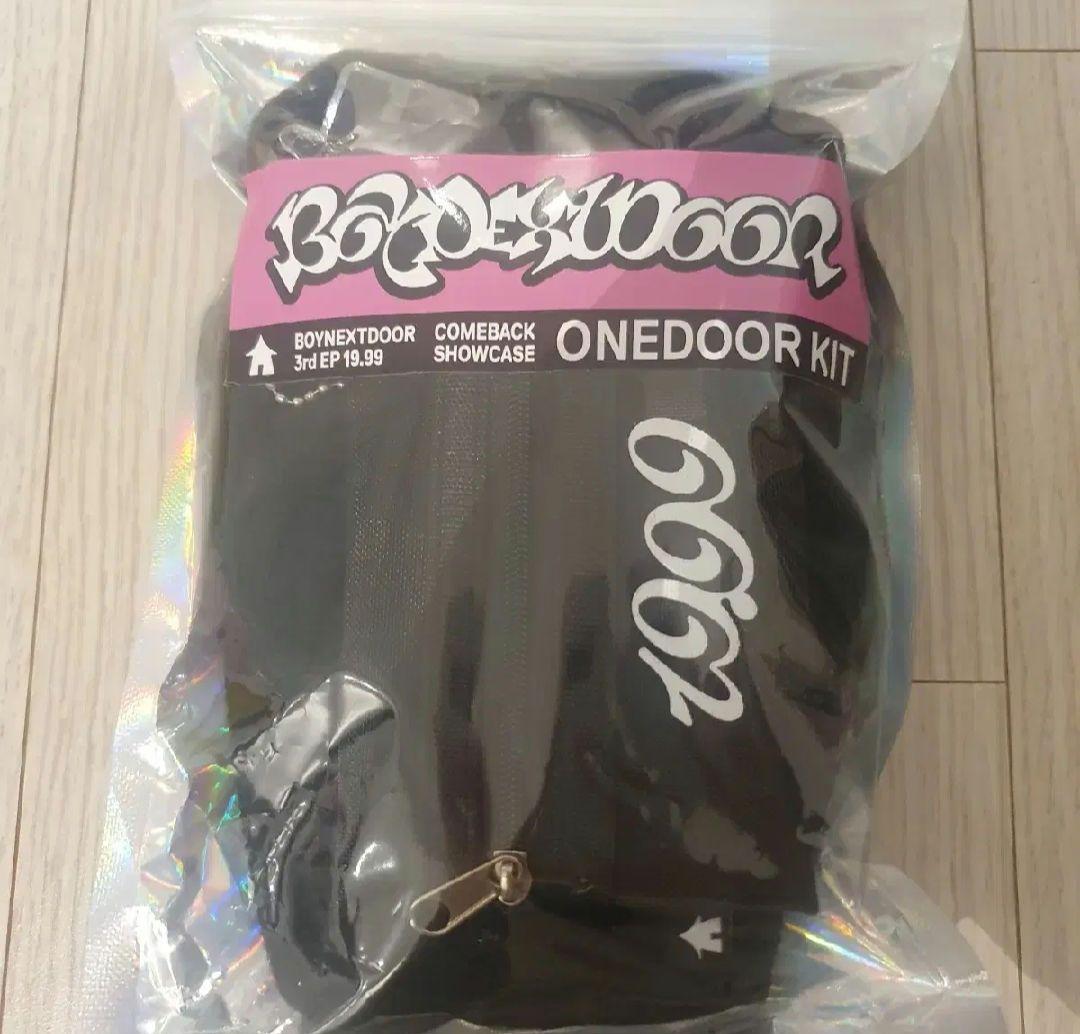 BOYNEXTDOOR
BOYNEXTDOOR
3rd EP 19.99
COMEBACK
SHOWCASE
ONEDOOR KIT
19.99